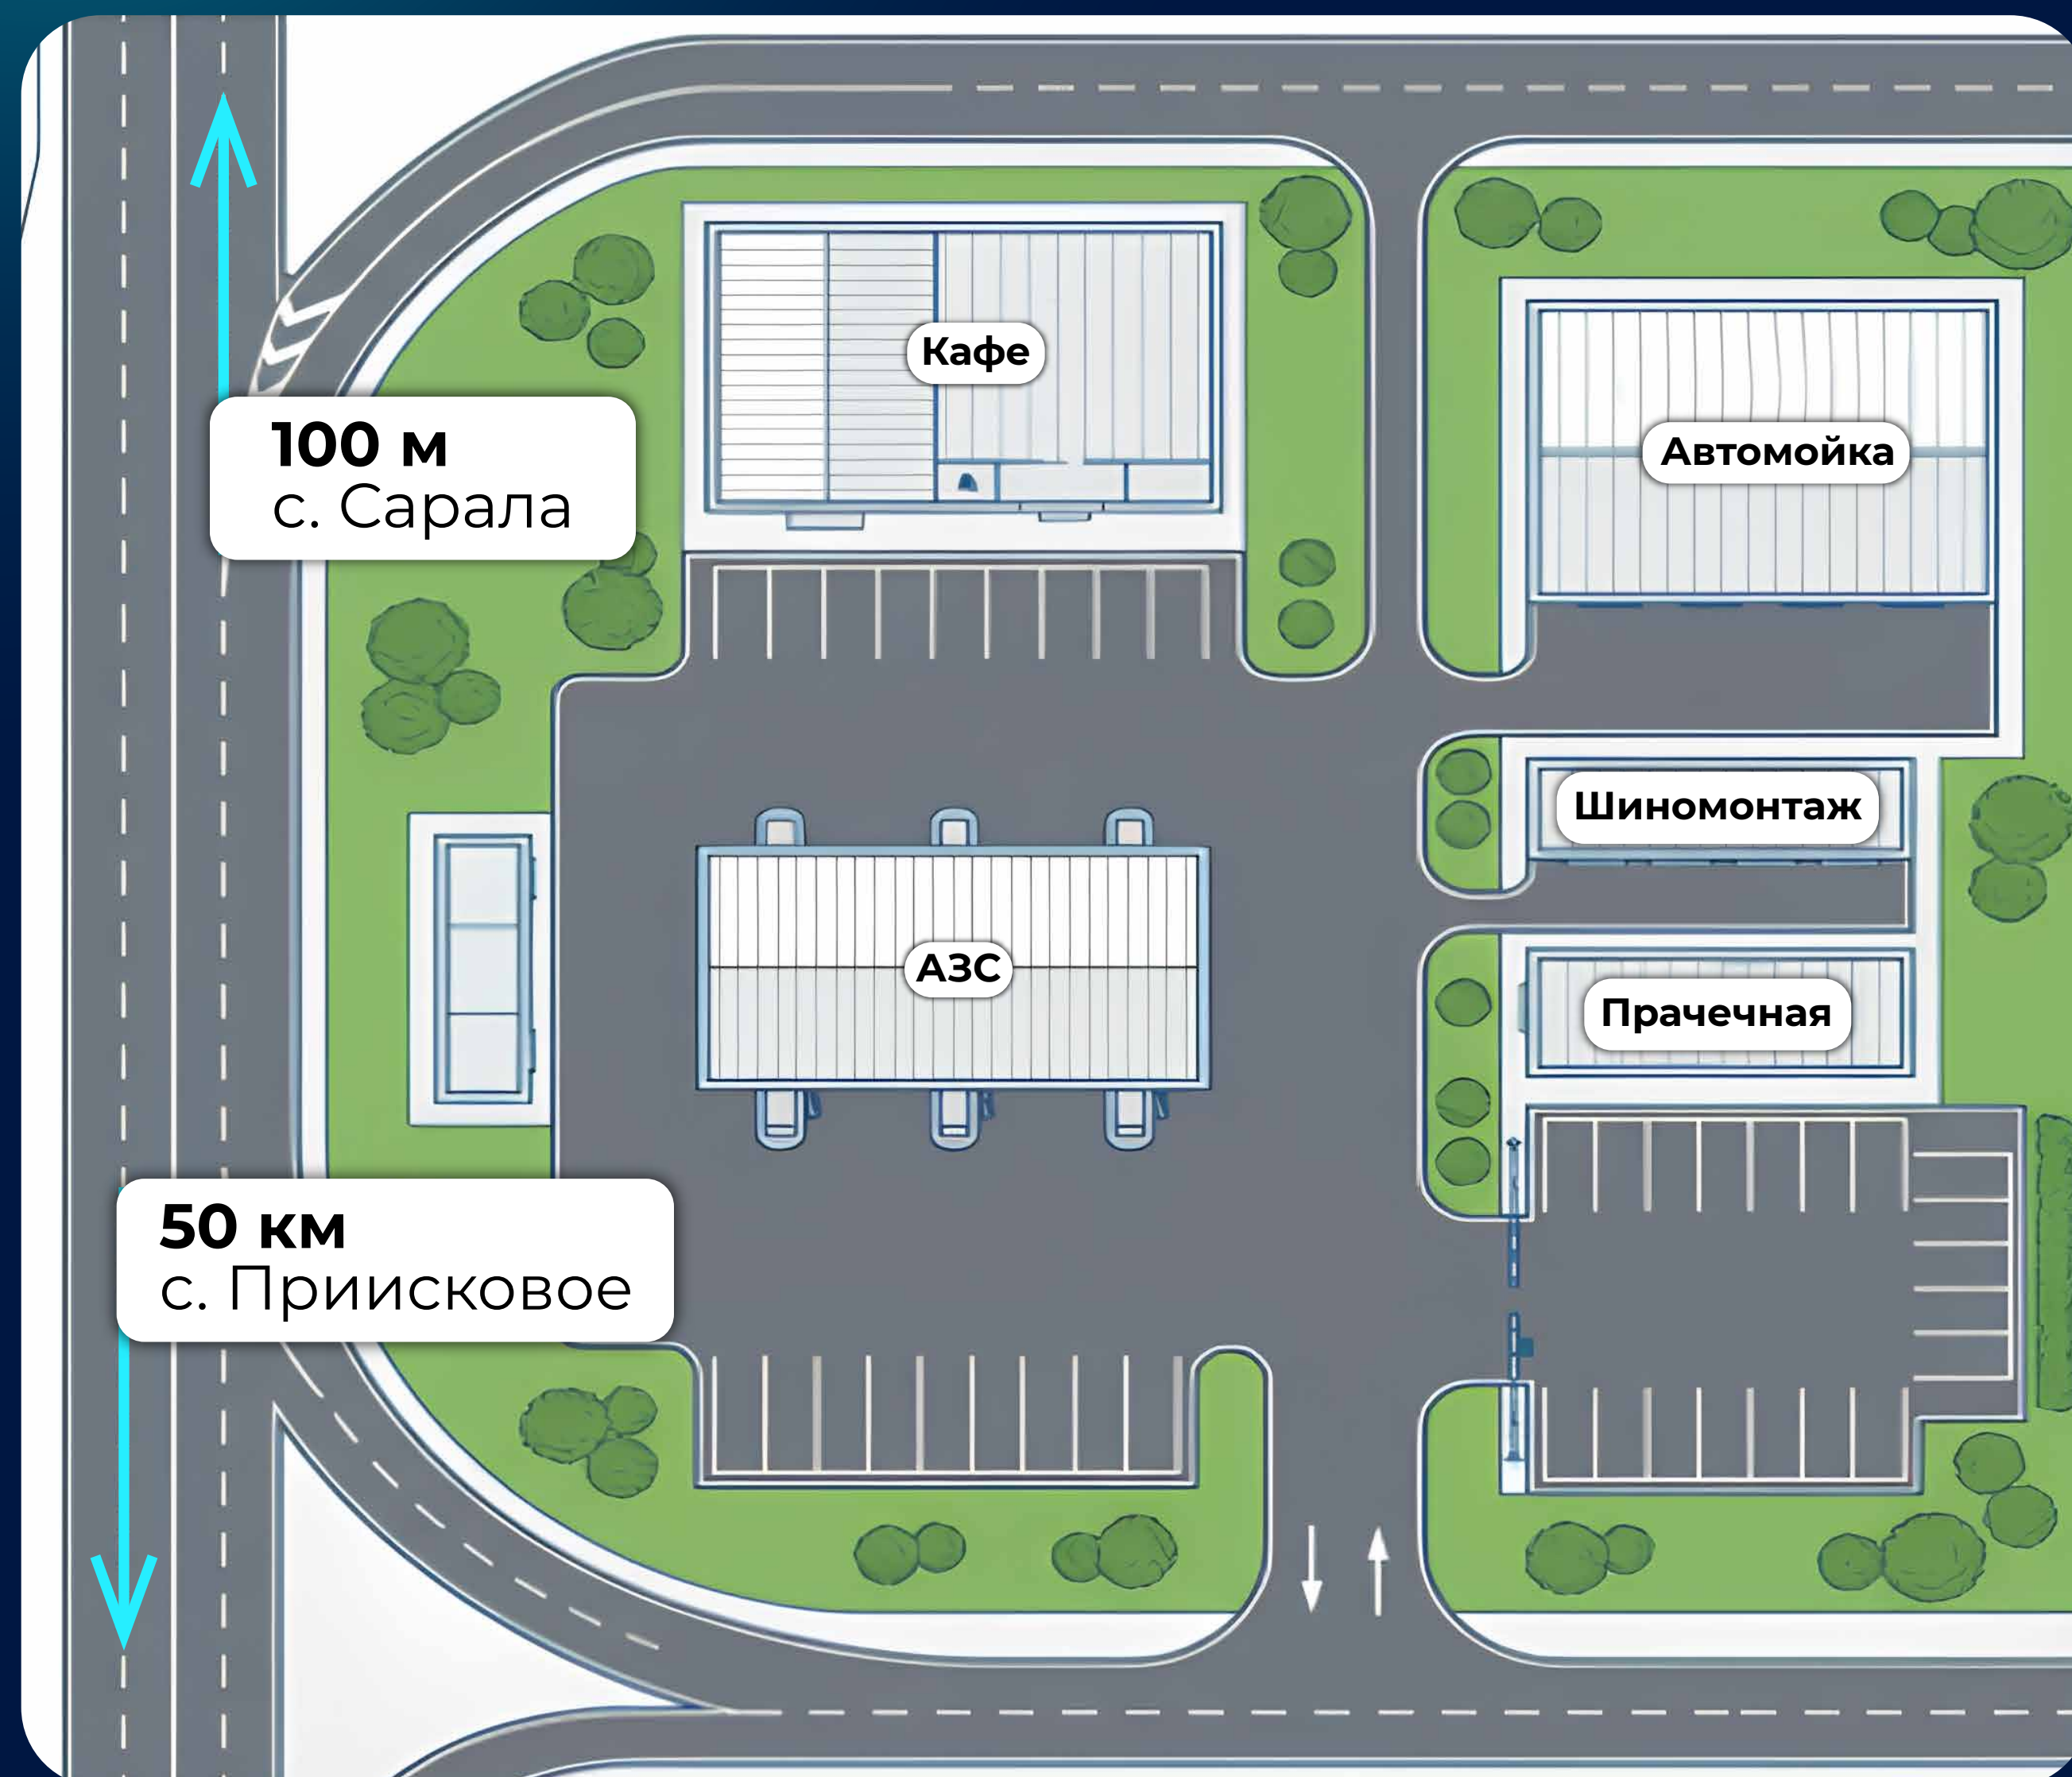 Кафе
100 м
с. Сарала
Автомойка
Шиномонтаж
АЗС
Прачечная
50 км
с. Приисковое